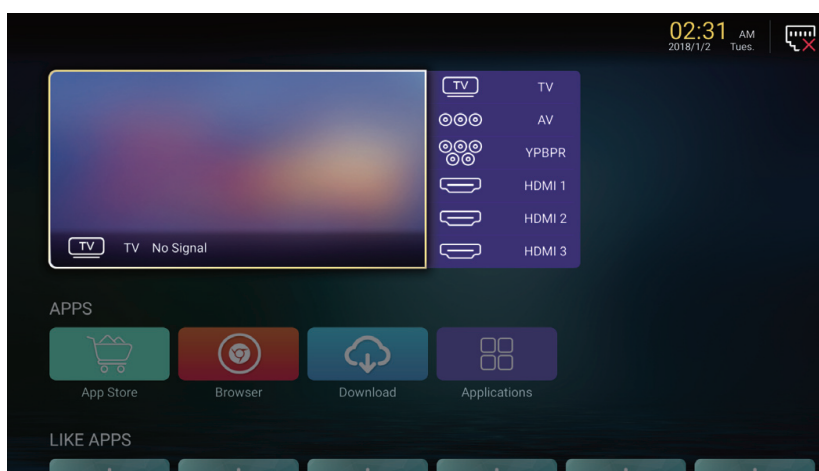 02:31 AM
2018/1/2 Tues.
TV TV
AV
YPBPR
HDMI 1
HDMI 2
HDMI 3
TV TV No Signal
APPS
App Store Browser Download Applications
LIKE APPS